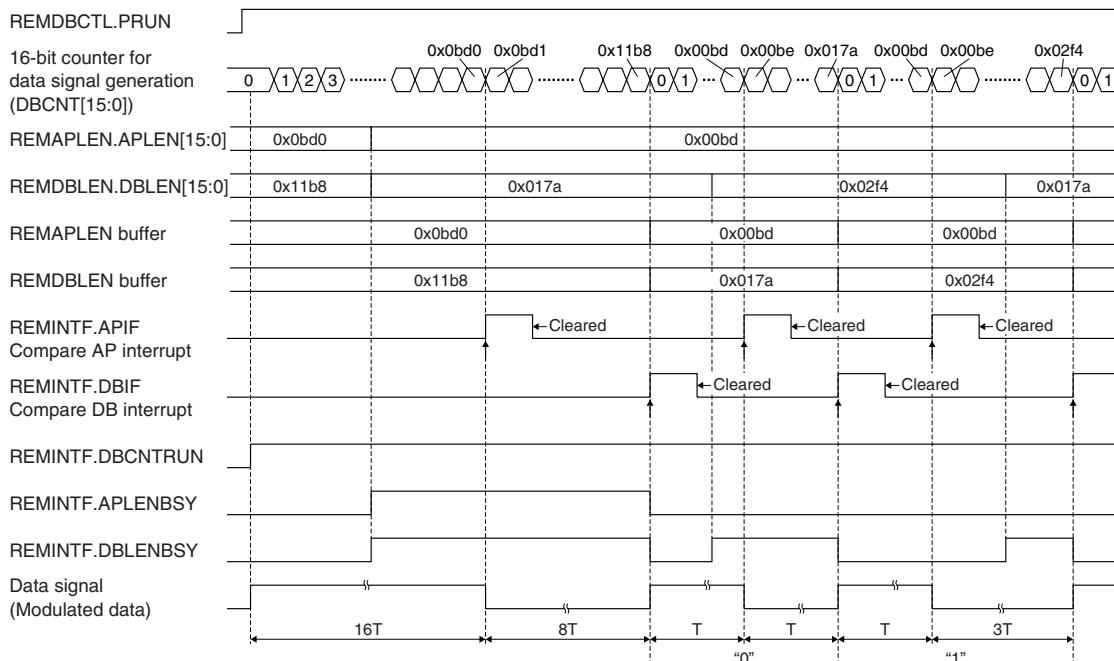 REMDBCTL.PRUN
16-bit counter for
data signal generation
(DBCNT[15:0])
0x0bd0 0x0bd1 0x11b8 0x00bd 0x00be 0x017a 0x00bd 0x00be 0x02f4
0 1 2 3 0 1 0 1 0 1
REMAPLEN.APLEN[15:0] 0x0bd0 0x00bd
REMDBLEN.DBLEN[15:0] 0x11b8 0x017a 0x02f4 0x017a
REMAPLEN buffer 0x0bd0 0x00bd 0x00bd
REMDBLEN buffer 0x11b8 0x017a 0x02f4
REMINTF.APIF
Compare AP interrupt
Cleared Cleared Cleared
REMINTF.DBIF
Compare DB interrupt
Cleared Cleared
REMINTF.DBCNTRUN
REMINTF.APLENBSY
REMINTF.DBLENBSY
Data signal
(Modulated data)
16T 8T T T T 3T
“0” “1”